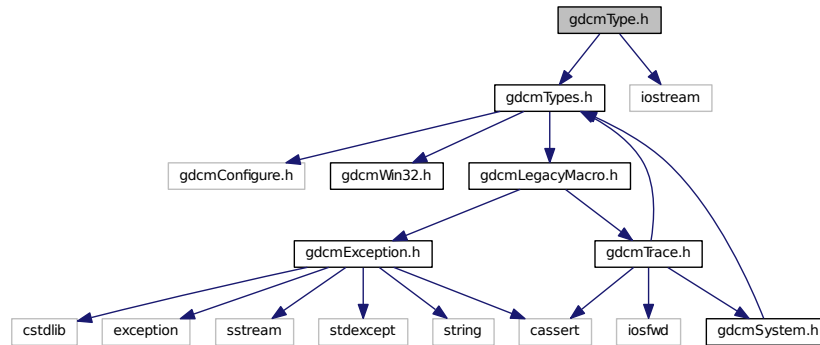 gdcmType.h
gdcmTypes.h
iostream
gdcmConfigure.h
gdcmWin32.h
gdcmLegacyMacro.h
gdcmException.h
gdcmTrace.h
cstdlib
exception
sstream
stdexcept
string
cassert
iosfwd
gdcmSystem.h